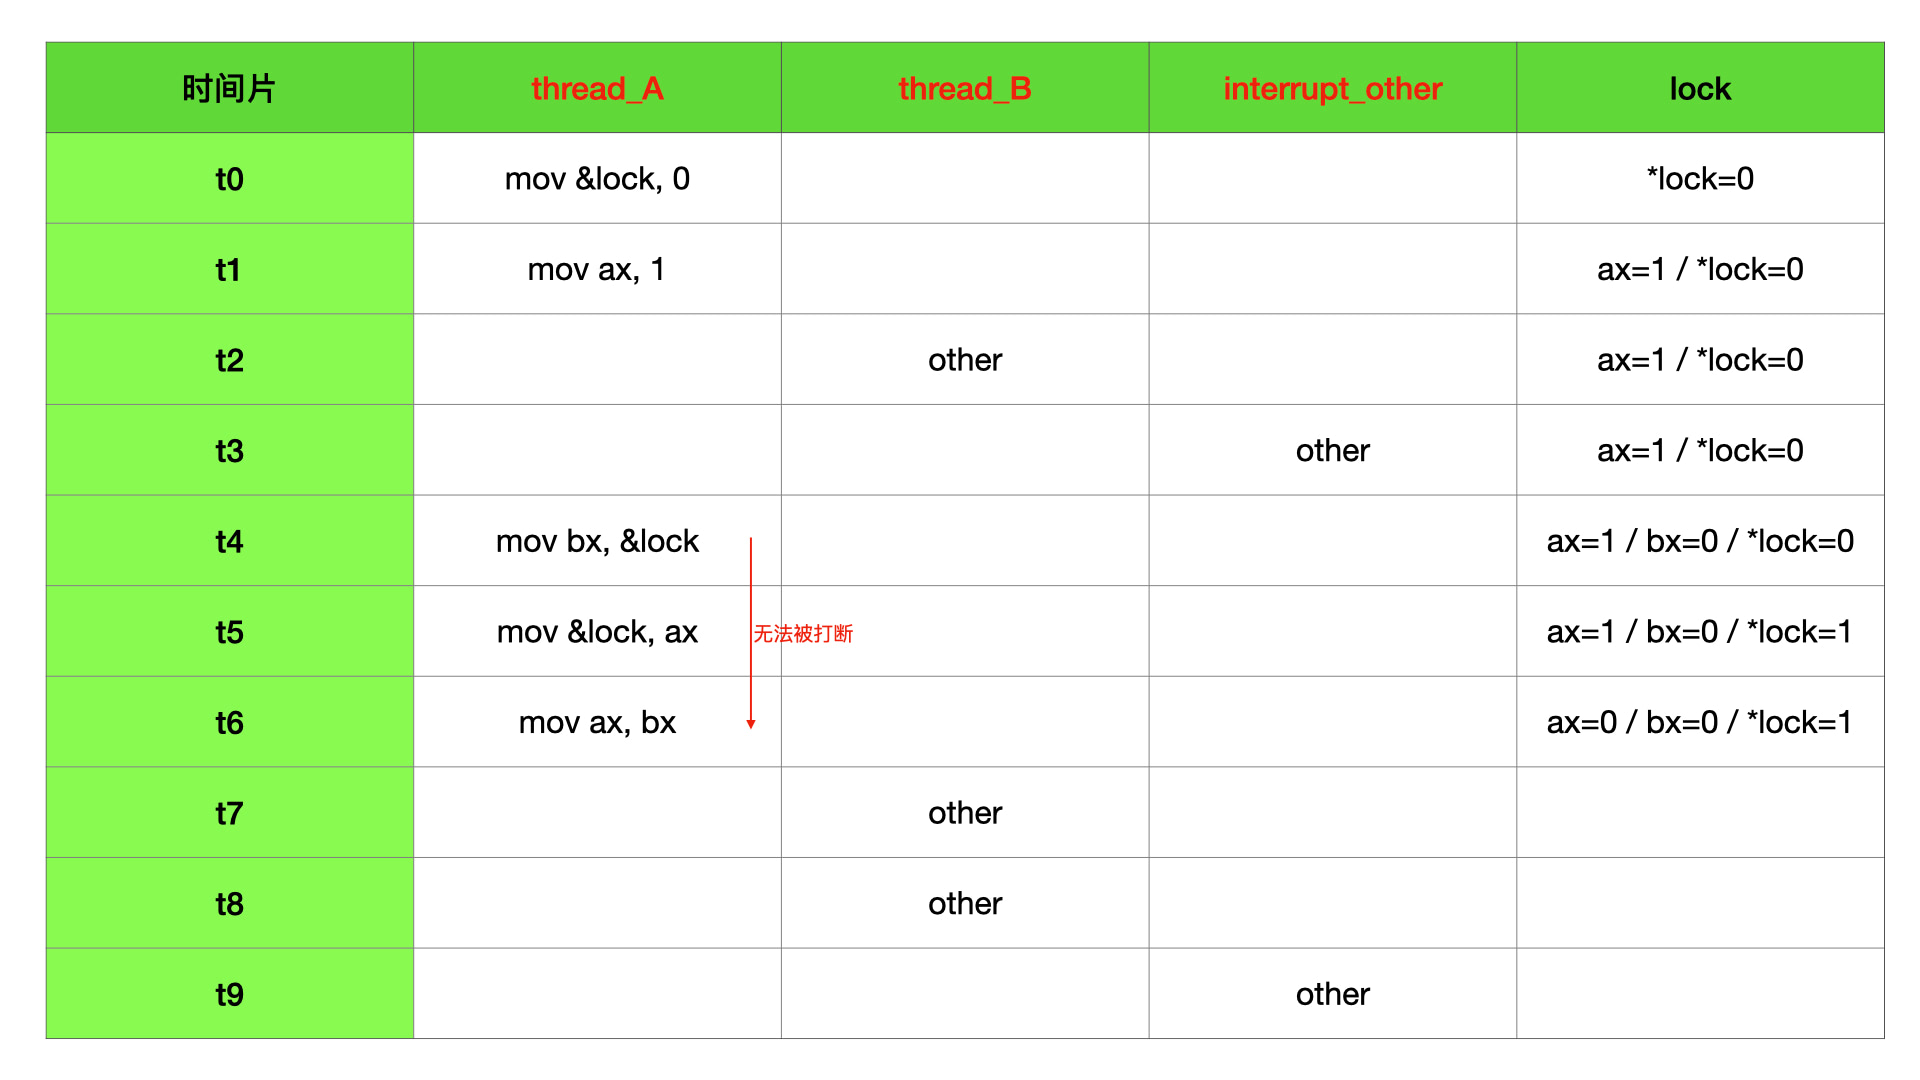 时间片 thread_A thread_B interrupt_other lock
t0 mov &lock, 0 *lock=0
t1 mov ax, 1 ax=1 / *lock=0
t2 other ax=1 / *lock=0
t3 other ax=1 / *lock=0
t4 mov bx, &lock ax=1 / bx=0 / *lock=0
t5 mov &lock, ax 无法被打断 ax=1 / bx=0 / *lock=1
t6 mov ax, bx ax=0 / bx=0 / *lock=1
t7 other
t8 other
t9 other